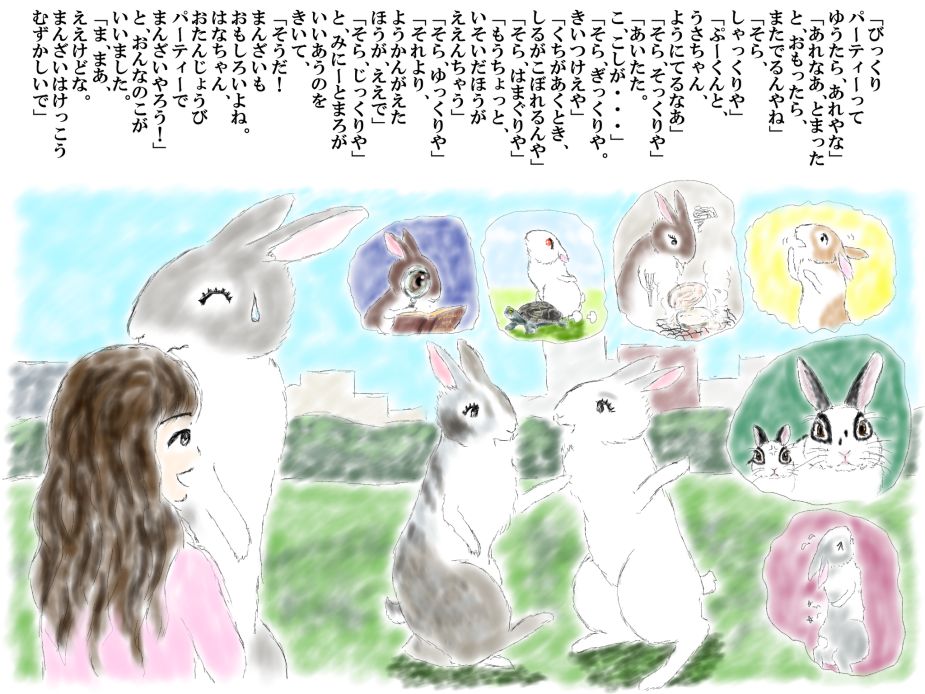 「びっくり
パーティーって
ゆうたら、あれやな」
「あれなあ、とまった
と、おもったら、
またでるんやね」
「そら、
しゃっくりや」
「ぷーくんと、
うさちゃん、
ようにてるなあ」
「そら、そっくりや」
「あいたた。
こ、こしが・・・」
「そら、ぎっくりや。
きいつけえや」
「くちがあくとき、
しるがこぼれるんや」
「そら、はまぐりや」
「もうちょっと、
いそいだほうが
ええんちゃう」
「そら、ゆっくりや」
「それより、
ようかんがえた
ほうが、ええで」
「そら、じっくりや」
と、みにーとまろが
いいあうのを
きいて、
「そうだ！
まんざいも
おもしろいよね。
はなちゃん、
おたんじょうび
パーティーで
まんざいやろう！」
と、おんなのこが
いいました。
「ま、まあ、
ええけどな。
まんざいはけっこう
むずかしいで」